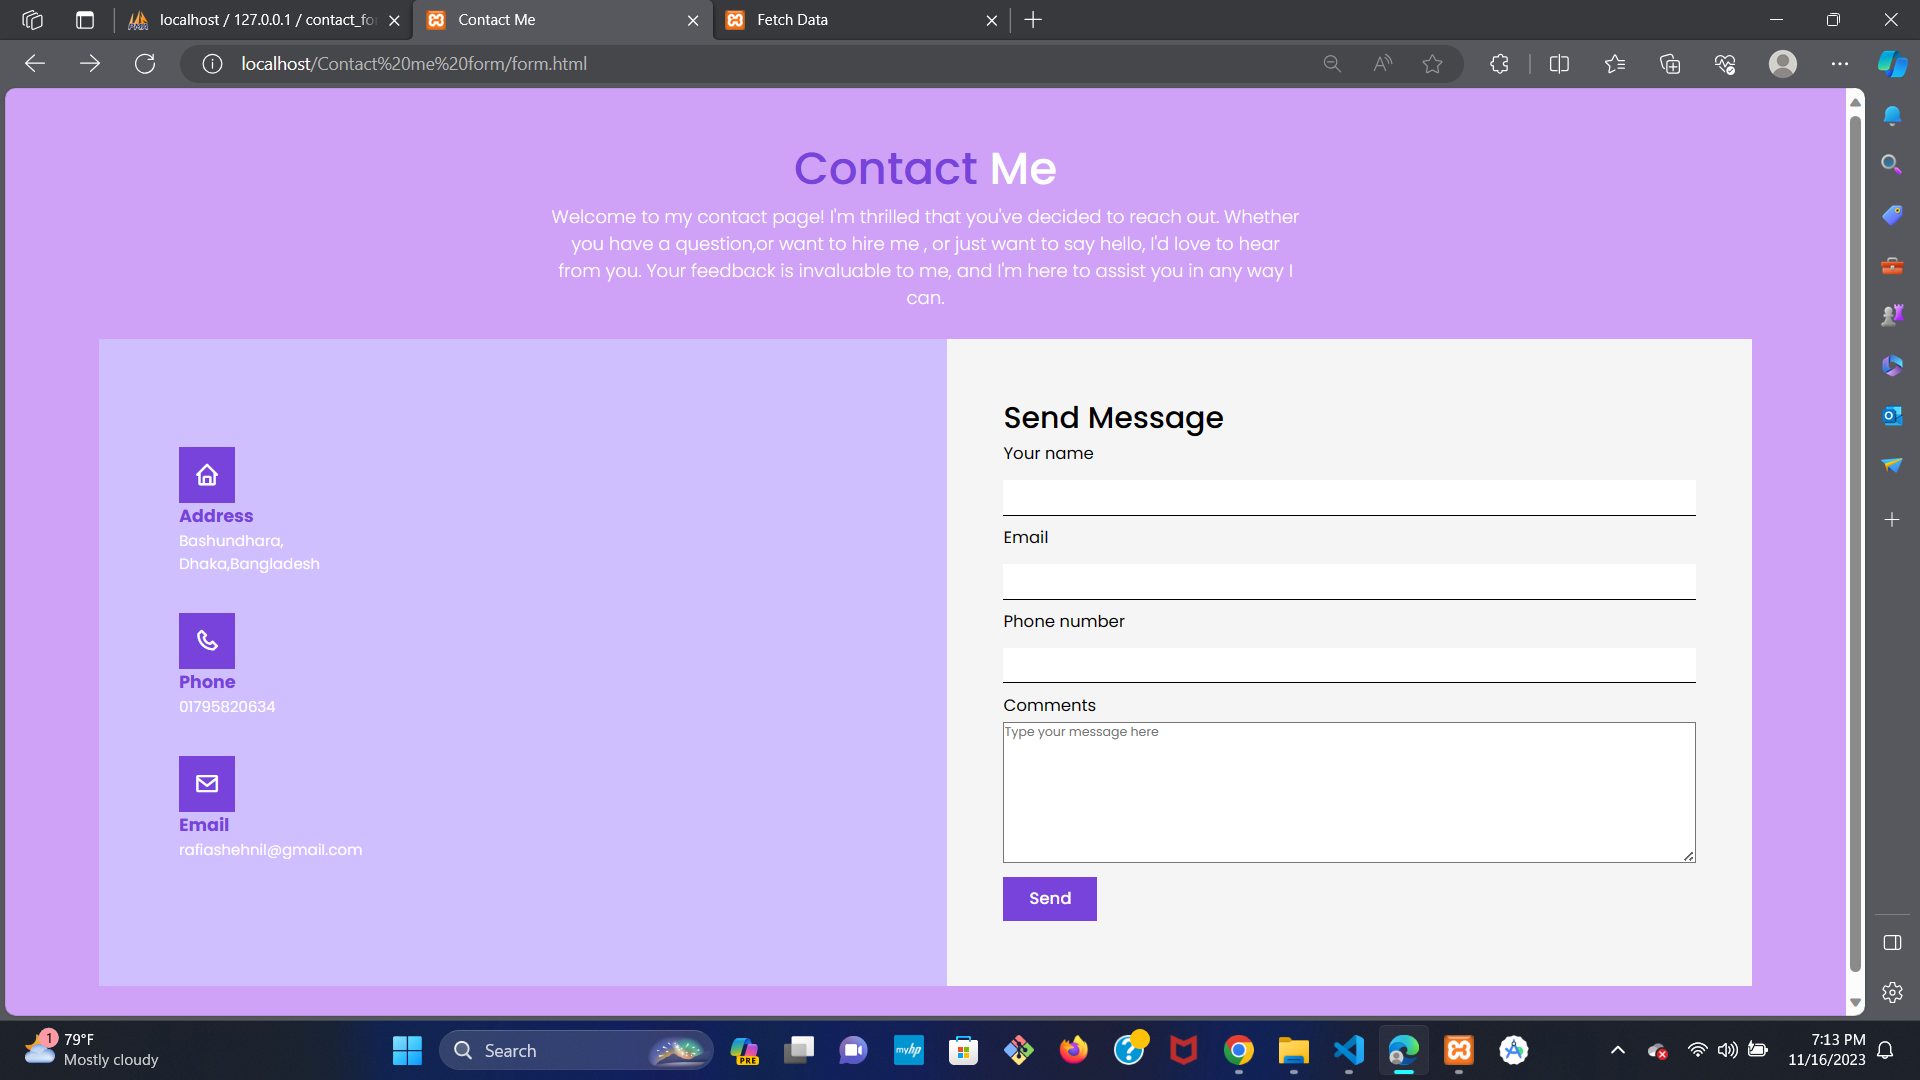 localhost / 127.0.0.1 / contact_fo
Contact Me
Fetch Data
localhost/Contact%20me%20form/form.html
Contact Me
Welcome to my contact page! I'm thrilled that you've decided to reach out. Whether
you have a question,or want to hire me , or just want to say hello, I'd love to hear
from you. Your feedback is invaluable to me, and I'm here to assist you in any way I
can.
Address
Bashundhara,
Dhaka,Bangladesh
Phone
01795820634
Email
rafiashehnil@gmail.com
Send Message
Your name
Email
Phone number
Comments
Type your message here
Send
1
79°F
Mostly cloudy
Search
PRE
myhp
7:13 PM
11/16/2023